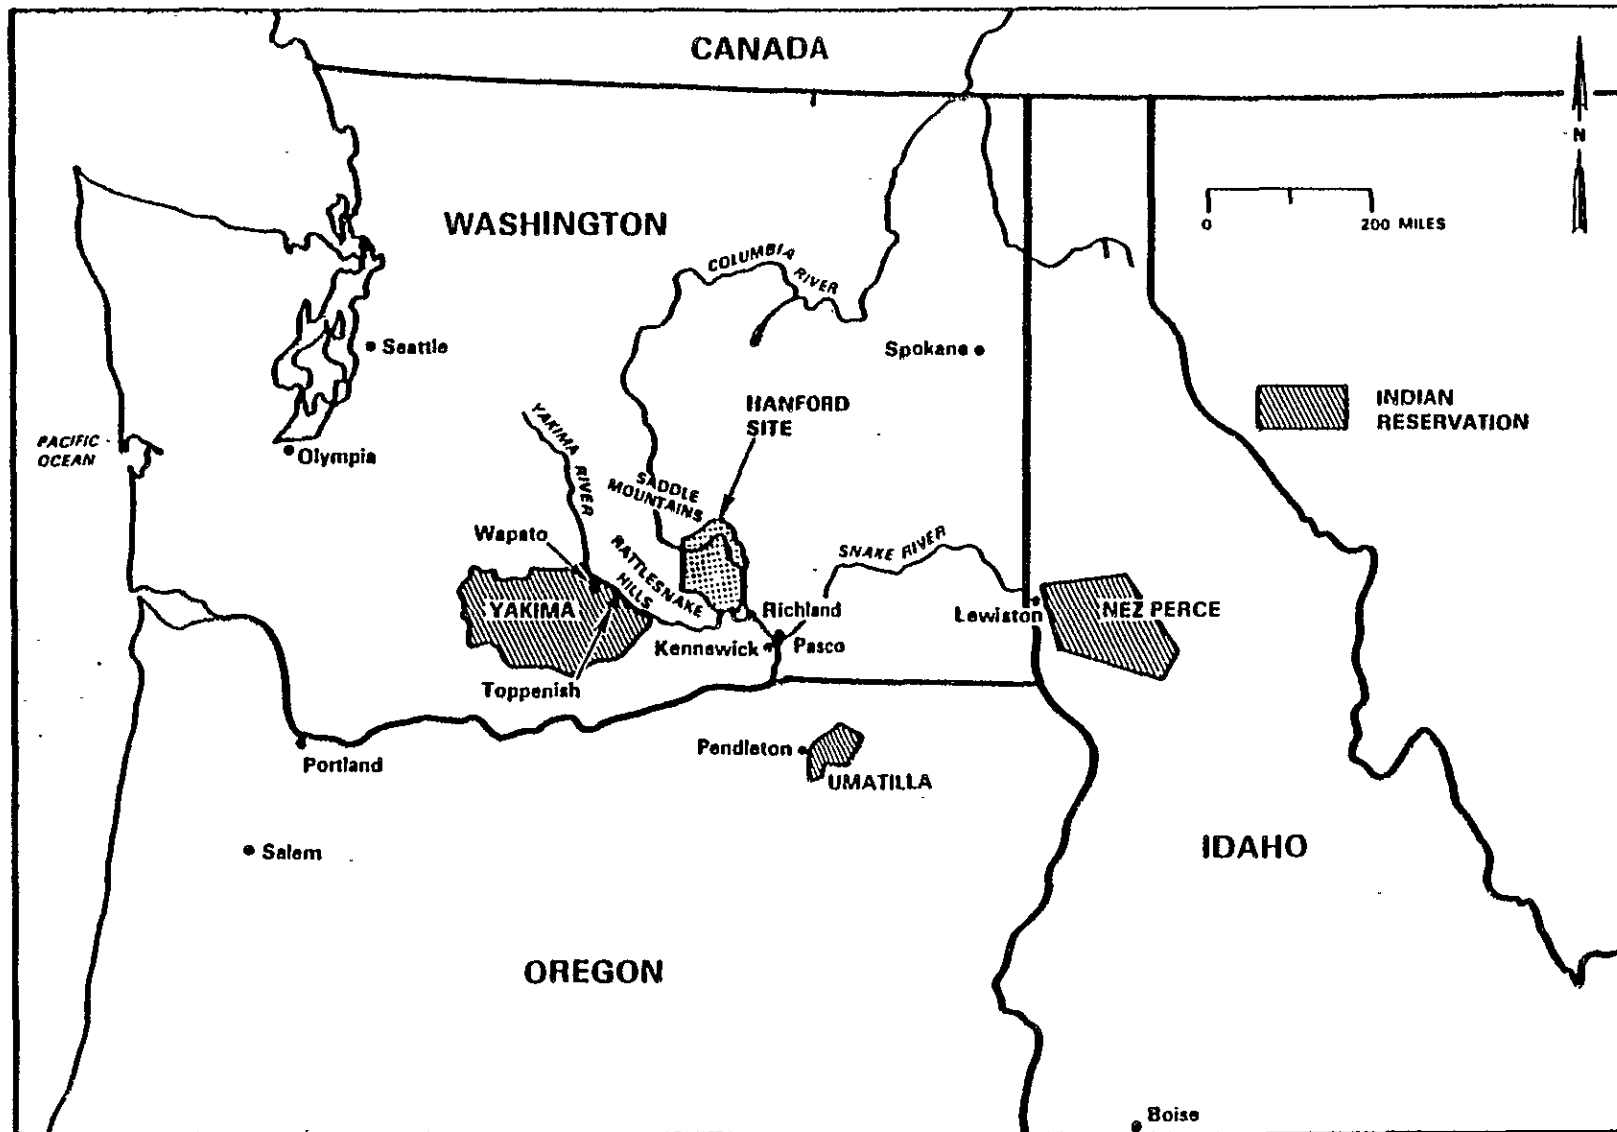 CANADA
N
WASHINGTON
0
200 MILES
COLUMBIA
RIVER
Seattle
Spokane
HANFORD
SITE
INDIAN
RESERVATION
YAKIMA
RIVER
PACIFIC
OCEAN
Olympia
SADDLE
MOUNTAINS
Wapato
RATTLESNAKE
HILLS
SNAKE RIVER
YAKIMA
Richland
Lewiston
NEZ PERCE
Kennewick
Pasco
Toppenish
Pendleton
UMATILLA
Portland
Salem
IDAHO
OREGON
Boise